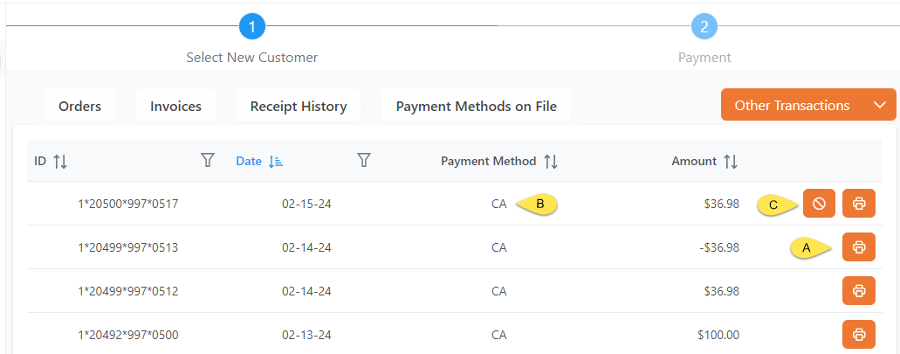 1 2
Select New Customer Payment
Orders Invoices Receipt History Payment Methods on File Other Transactions
ID Date Payment Method Amount
1*20500*997*0517 02-15-24 CA B $36.98 C
1*20499*997*0513 02-14-24 CA -$36.98 A
1*20499*997*0512 02-14-24 CA $36.98
1*20492*997*0500 02-13-24 CA $100.00